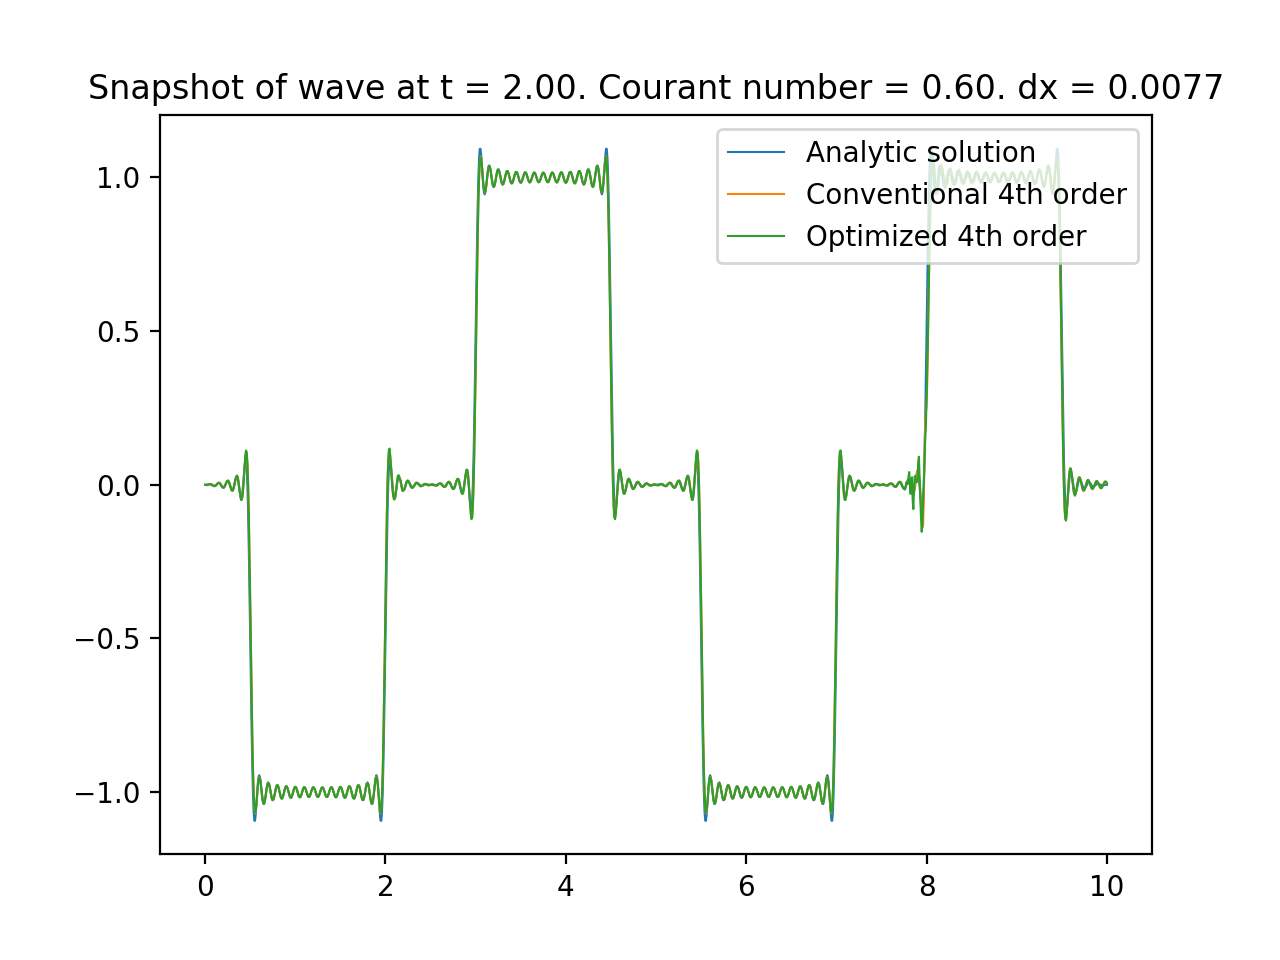 Snapshot of wave at t = 2.00. Courant number = 0.60. dx = 0.0077
Analytic solution
Conventional 4th order
Optimized 4th order
1.0
0.5
0.0
−0.5
−1.0
0 2 4 6 8 10